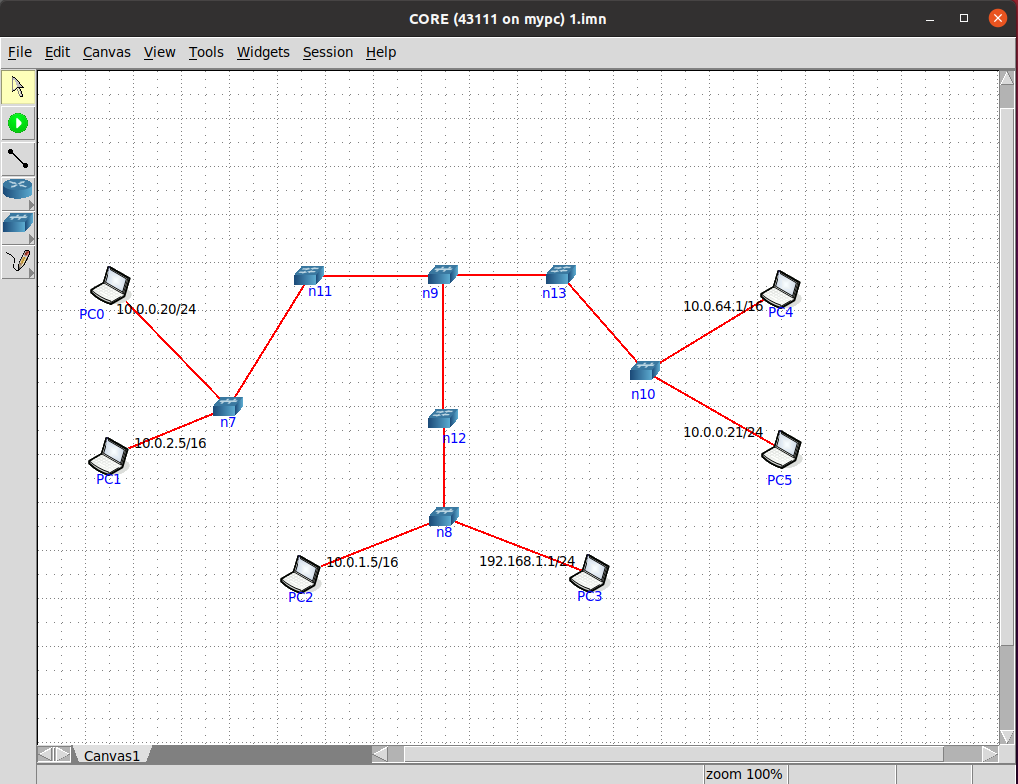 CORE (43111 on mypc) 1.imn
File Edit Canvas View Tools Widgets Session Help
n11
n9
n13
PC0
10.0.0.20/24
10.0.64.1/16
PC4
n10
n7
10.0.2.5/16
PC1
n12
10.0.0.21/24
PC5
n8
10.0.1.5/16
PC2
192.168.1.1/24
PC3
Canvas1
zoom 100%